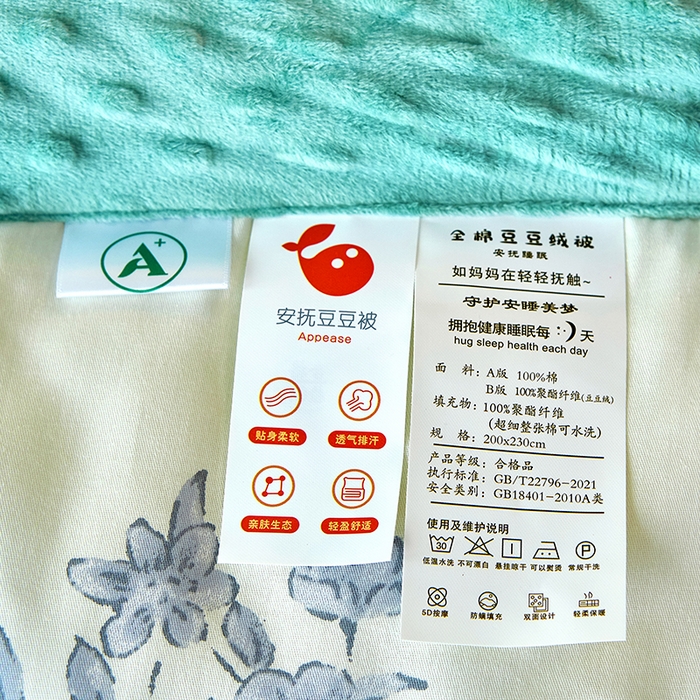 A+
安抚豆豆被
Appease
贴身柔软
透气排汗
亲肤生态
轻盈舒适
全棉豆豆绒被
安抚睡眠
如妈妈在轻轻抚触~
守护安睡美梦
拥抱健康睡眠每天
hug sleep health each day
面 料: A版 100%棉
B版 100%聚酯纤维(豆豆绒)
填充物: 100%聚酯纤维
(超细整张棉可水洗)
规 格: 200x230cm
产品等级: 合格品
执行标准: GB/T22796-2021
安全类别: GB18401-2010A类
使用及维护说明
30
P
低温水洗 不可漂白 悬挂晾干 可以熨烫 常规干洗
5D按摩 防螨填充 双面设计 轻柔保暖